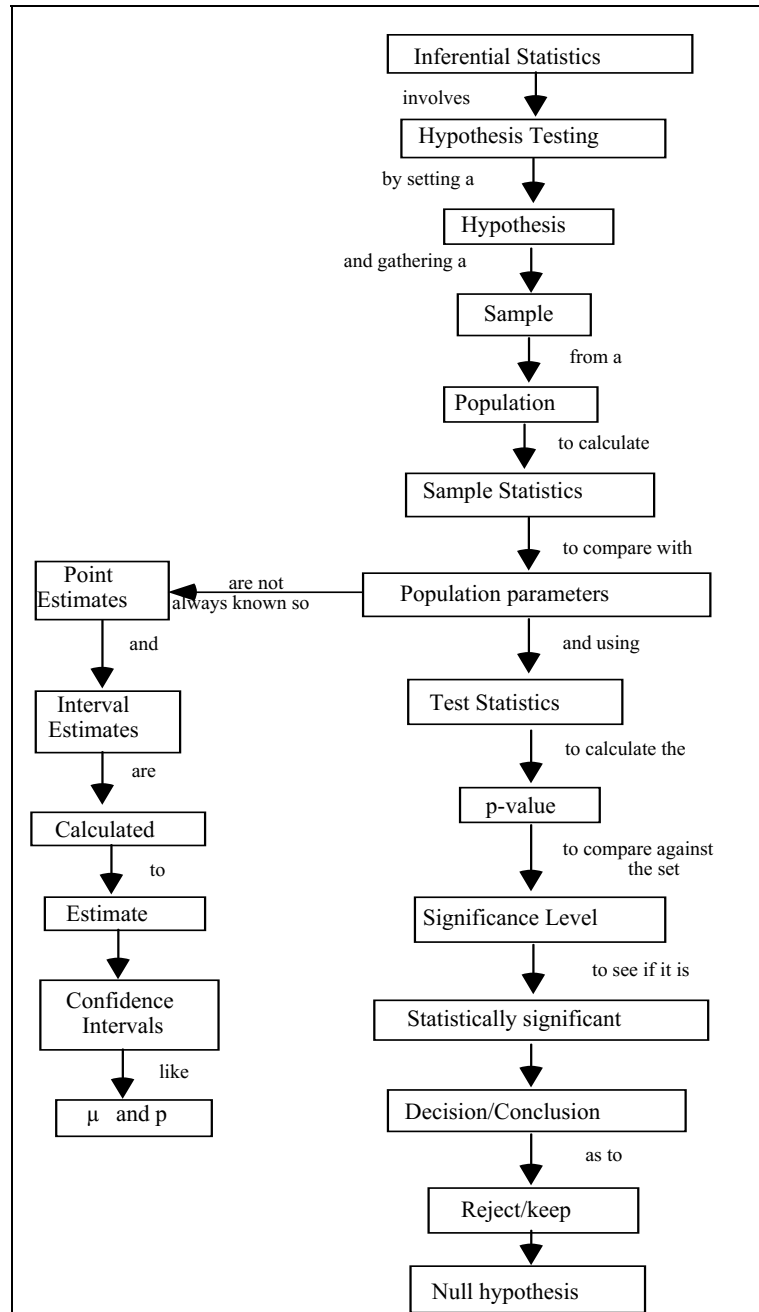 Inferential Statistics
involves
Hypothesis Testing
by setting a
Hypothesis
and gathering a
Sample
from a
Population
to calculate
Sample Statistics
to compare with
Population parameters
are not
always known so
Point
Estimates
and
Interval
Estimates
are
Calculated
to
Estimate
Confidence
Intervals
like
μ and p
and using
Test Statistics
to calculate the
p-value
to compare against
the set
Significance Level
to see if it is
Statistically significant
Decision/Conclusion
as to
Reject/keep
Null hypothesis